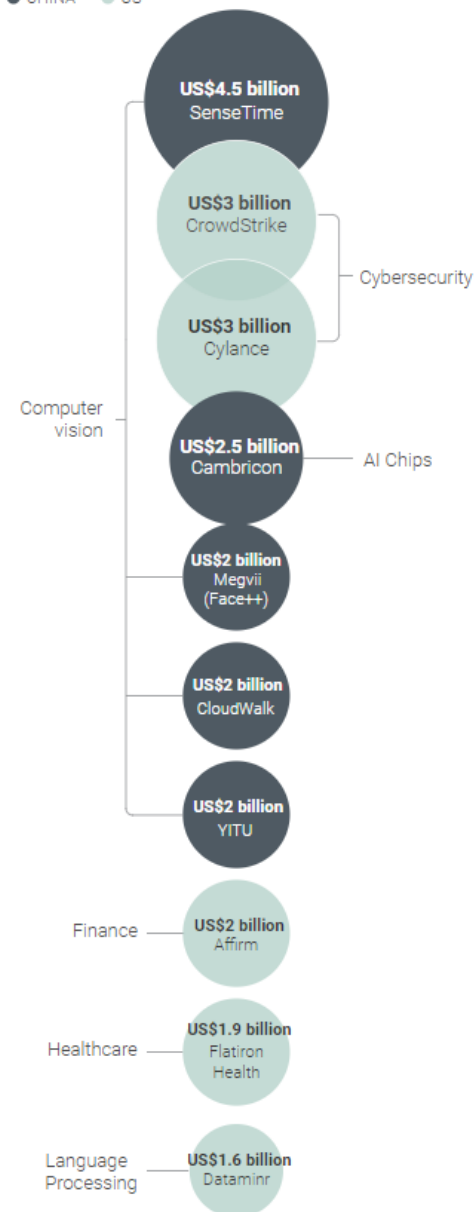 CHINA US
US$4.5 billion
SenseTime
US$3 billion
CrowdStrike
Cybersecurity
US$3 billion
Cylance
Computer
vision
US$2.5 billion
Cambricon
AI Chips
US$2 billion
Megvii
(Face++)
US$2 billion
CloudWalk
US$2 billion
YITU
Finance
US$2 billion
Affirm
Healthcare
US$1.9 billion
Flatiron
Health
Language
Processing
US$1.6 billion
Dataminr